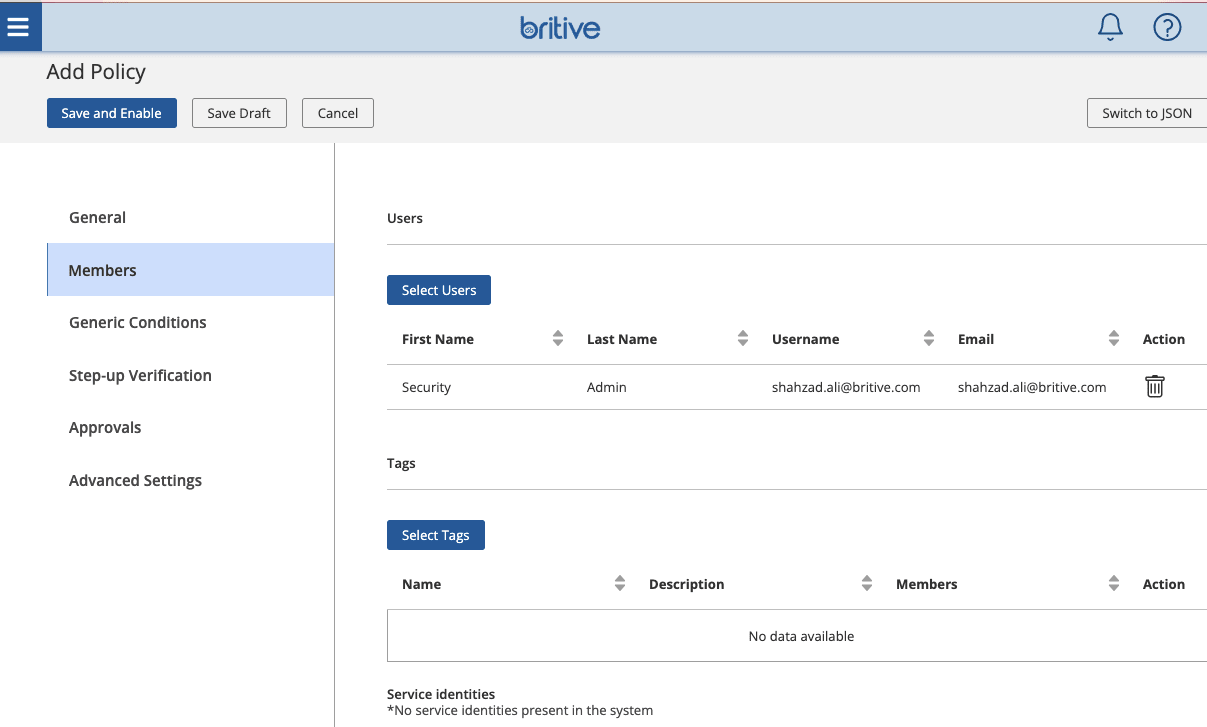 britive
?
Add Policy
Save and Enable Save Draft Cancel Switch to JSON
General
Members
Generic Conditions
Step-up Verification
Approvals
Advanced Settings
Users
Select Users
First Name Last Name Username Email Action
Security Admin shahzad.ali@britive.com shahzad.ali@britive.com
Tags
Select Tags
Name Description Members Action
No data available
Service identities
*No service identities present in the system